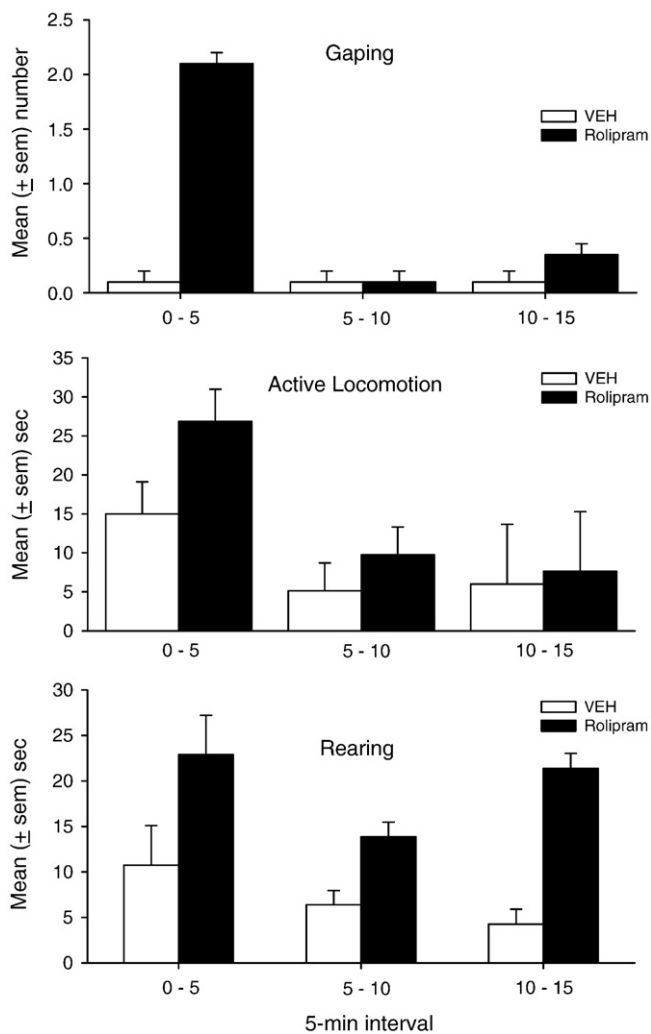 Gaping
VEH
Rolipram
Mean (± sem) number
2.5
2.0
1.5
1.0
0.5
0.0
0 - 5
5 - 10
10 - 15
Active Locomotion
VEH
Rolipram
Mean (± sem) sec
35
30
25
20
15
10
5
0
0 - 5
5 - 10
10 - 15
Rearing
VEH
Rolipram
Mean (± sem) sec
30
25
20
15
10
5
0
0 - 5
5 - 10
10 - 15
5-min interval